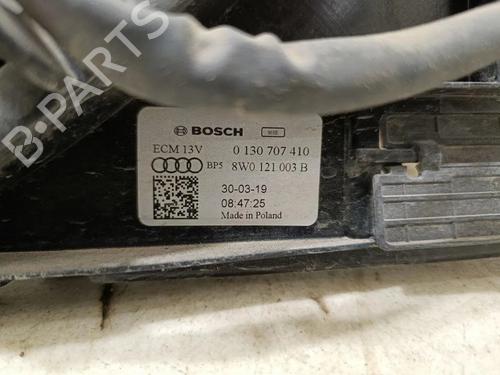 B-PARTS
BOSCH
ECM 13V 0 130 707 410
BP5 8W0 121 003 B
30-03-19
08:47:25
Made in Poland